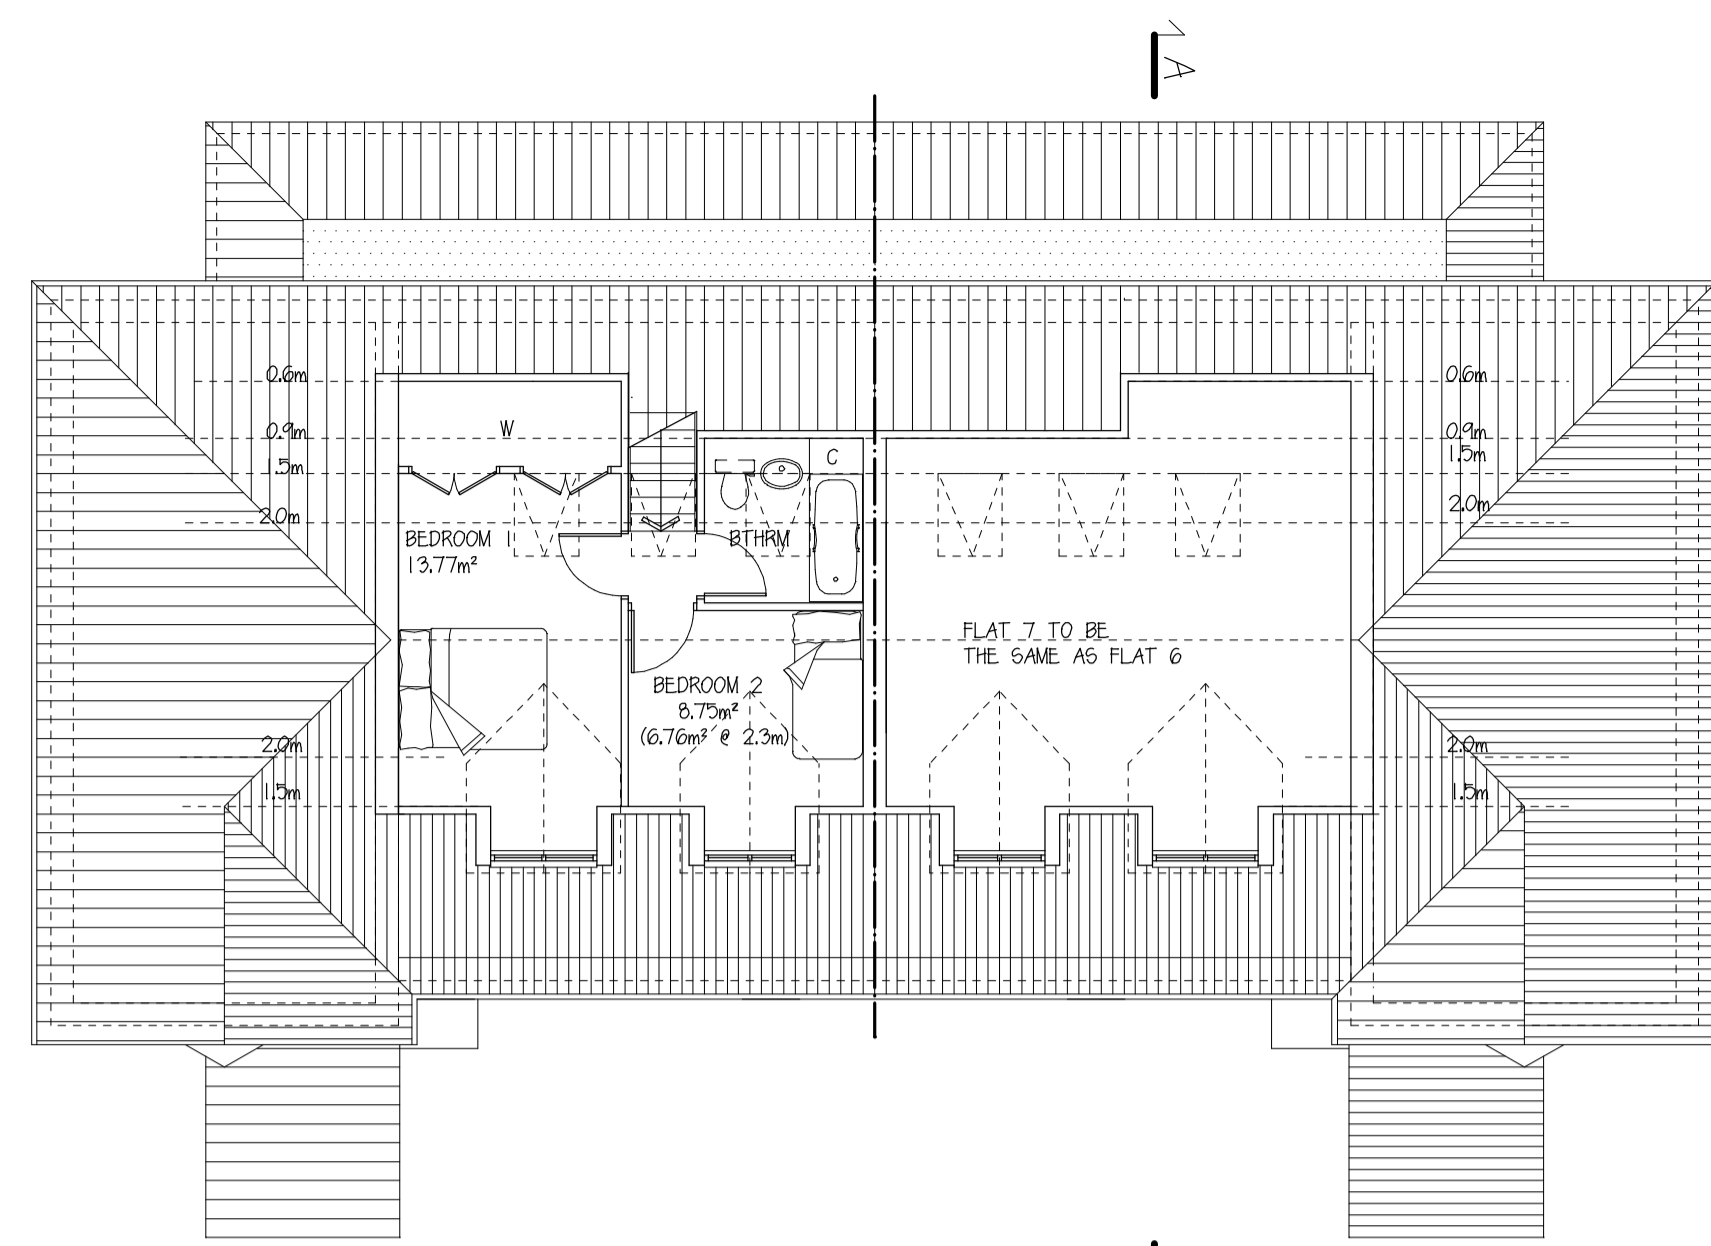 A
0.6m
0.9m
1.5m
2.0m
W
C
BEDROOM 1
13.77m²
BTHRM
0.6m
0.9m
1.5m
2.0m
FLAT 7 TO BE
THE SAME AS FLAT 6
BEDROOM 2
8.75m²
(6.76m³ @ 2.3m)
2.0m
1.5m
2.0m
1.5m